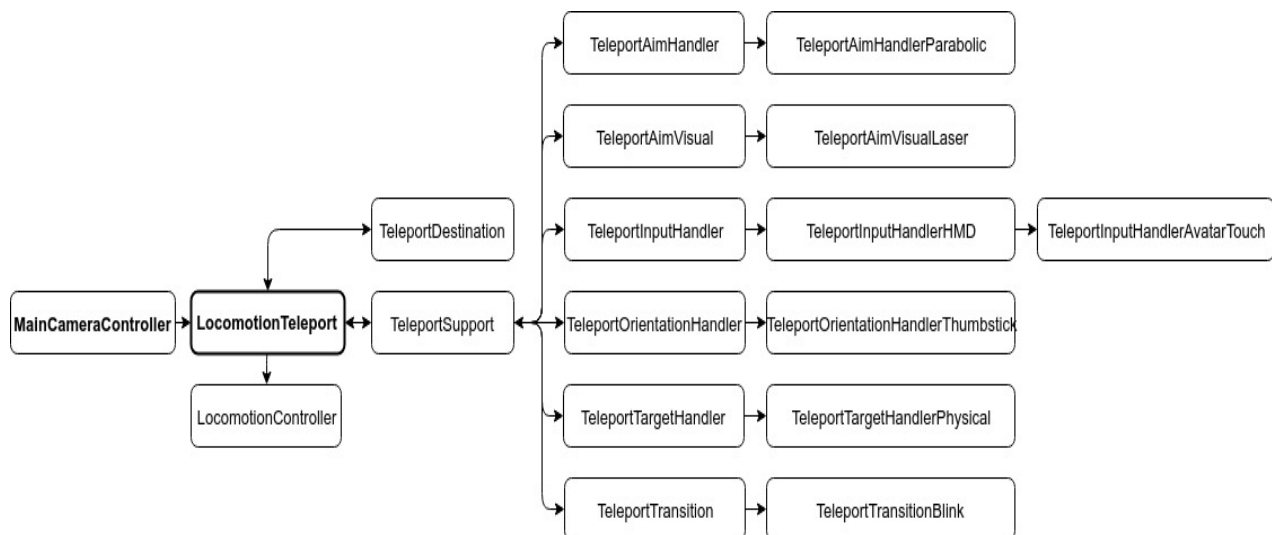 TeleportAimHandler
TeleportAimHandlerParabolic
TeleportAimVisual
TeleportAimVisualLaser
TeleportDestination
TeleportInputHandler
TeleportInputHandlerHMD
TeleportInputHandlerAvatarTouch
MainCameraController
LocomotionTeleport
TeleportSupport
TeleportOrientationHandler
TeleportOrientationHandlerThumbstick
LocomotionController
TeleportTargetHandler
TeleportTargetHandlerPhysical
TeleportTransition
TeleportTransitionBlink